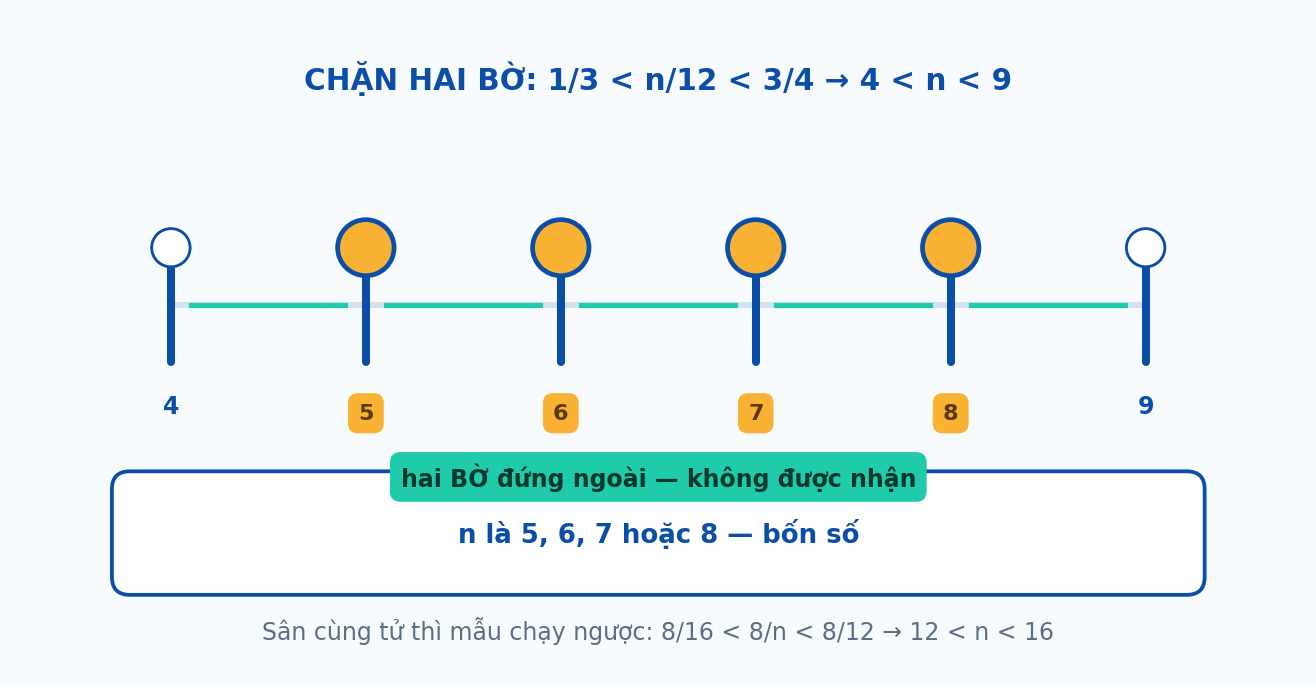 CHẶN HAI BỜ: 1/3 < n/12 < 3/4 → 4 < n < 9
4 5 6 7 8 9
hai BỜ đứng ngoài — không được nhận
n là 5, 6, 7 hoặc 8 — bốn số
Sân cùng tử thì mẫu chạy ngược: 8/16 < 8/n < 8/12 → 12 < n < 16